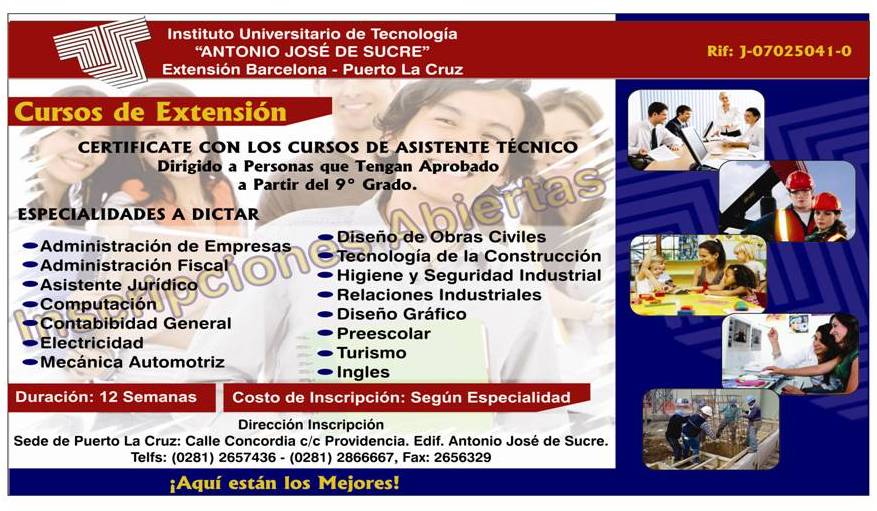 Instituto Universitario de Tecnología
“ANTONIO JOSÉ DE SUCRE”
Extensión Barcelona - Puerto La Cruz
Rif: J-07025041-0
Cursos de Extensión
CERTIFICATE CON LOS CURSOS DE ASISTENTE TÉCNICO
Dirigido a Personas que Tengan Aprobado
a Partir del 9° Grado.
Inscripciones Abiertas
ESPECIALIDADES A DICTAR
Administración de Empresas
Administración Fiscal
Asistente Jurídico
Computación
Contabibidad General
Electricidad
Mecánica Automotriz
Diseño de Obras Civiles
Tecnología de la Construcción
Higiene y Seguridad Industrial
Relaciones Industriales
Diseño Gráfico
Preescolar
Turismo
Ingles
Duración: 12 Semanas
Costo de Inscripción: Según Especialidad
Dirección Inscripción
Sede de Puerto La Cruz: Calle Concordia c/c Providencia. Edif. Antonio José de Sucre.
Telfs: (0281) 2657436 - (0281) 2866667, Fax: 2656329
¡Aquí están los Mejores!